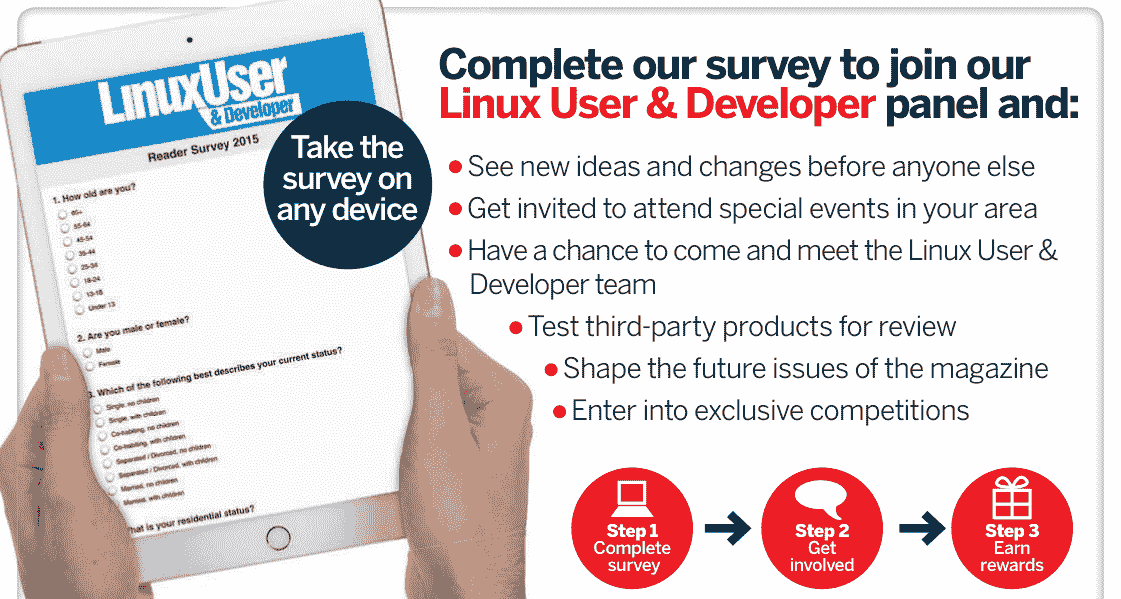 LinuxUser
& Developer
Reader Survey 2015
1. How old are you?
65+
55-64
45-54
35-44
25-34
18-24
13-18
Under 13
2. Are you male or female?
Male
Female
3. Which of the following best describes your current status?
Single, no children
Single, with children
Co-habiting, no children
Co-habiting, with children
Separated / Divorced, no children
Separated / Divorced, with children
Married, no children
Married, with children
hat is your residential status?
Take the
survey on
any device
Complete our survey to join our
Linux User & Developer panel and:
• See new ideas and changes before anyone else
• Get invited to attend special events in your area
• Have a chance to come and meet the Linux User &
Developer team
• Test third-party products for review
• Shape the future issues of the magazine
• Enter into exclusive competitions
Step 1
Complete
survey
Step 2
Get
involved
Step 3
Earn
rewards